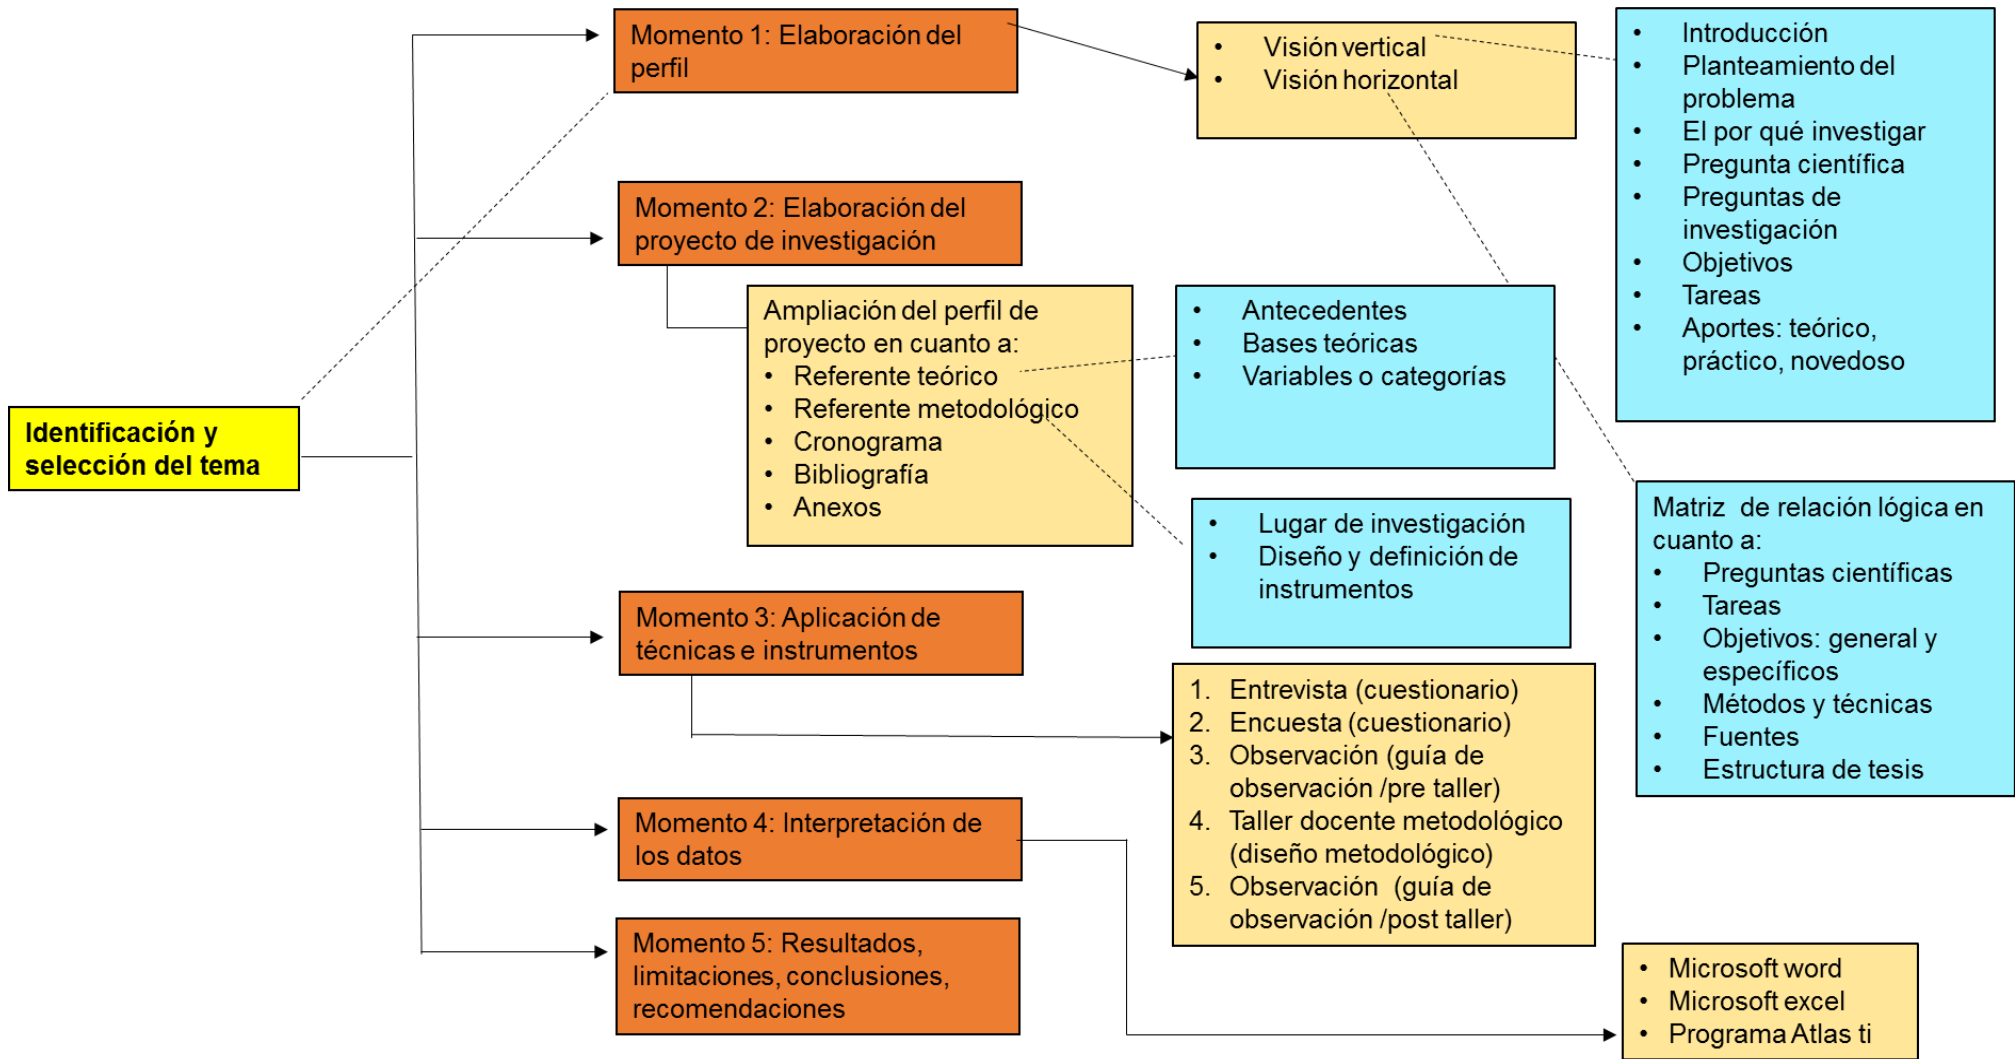 Identificación y
selección del tema
Momento 1: Elaboración del
perfil
• Visión vertical
• Visión horizontal
• Introducción
• Planteamiento del
problema
• El por qué investigar
• Pregunta científica
• Preguntas de
investigación
• Objetivos
• Tareas
• Aportes: teórico,
práctico, novedoso
Momento 2: Elaboración del
proyecto de investigación
Ampliación del perfil de
proyecto en cuanto a:
• Referente teórico
• Referente metodológico
• Cronograma
• Bibliografía
• Anexos
• Antecedentes
• Bases teóricas
• Variables o categorías
• Lugar de investigación
• Diseño y definición de
instrumentos
Matriz de relación lógica en
cuanto a:
• Preguntas científicas
• Tareas
• Objetivos: general y
específicos
• Métodos y técnicas
• Fuentes
• Estructura de tesis
Momento 3: Aplicación de
técnicas e instrumentos
1. Entrevista (cuestionario)
2. Encuesta (cuestionario)
3. Observación (guía de
observación /pre taller)
4. Taller docente metodológico
(diseño metodológico)
5. Observación (guía de
observación /post taller)
Momento 4: Interpretación de
los datos
• Microsoft word
• Microsoft excel
• Programa Atlas ti
Momento 5: Resultados,
limitaciones, conclusiones,
recomendaciones